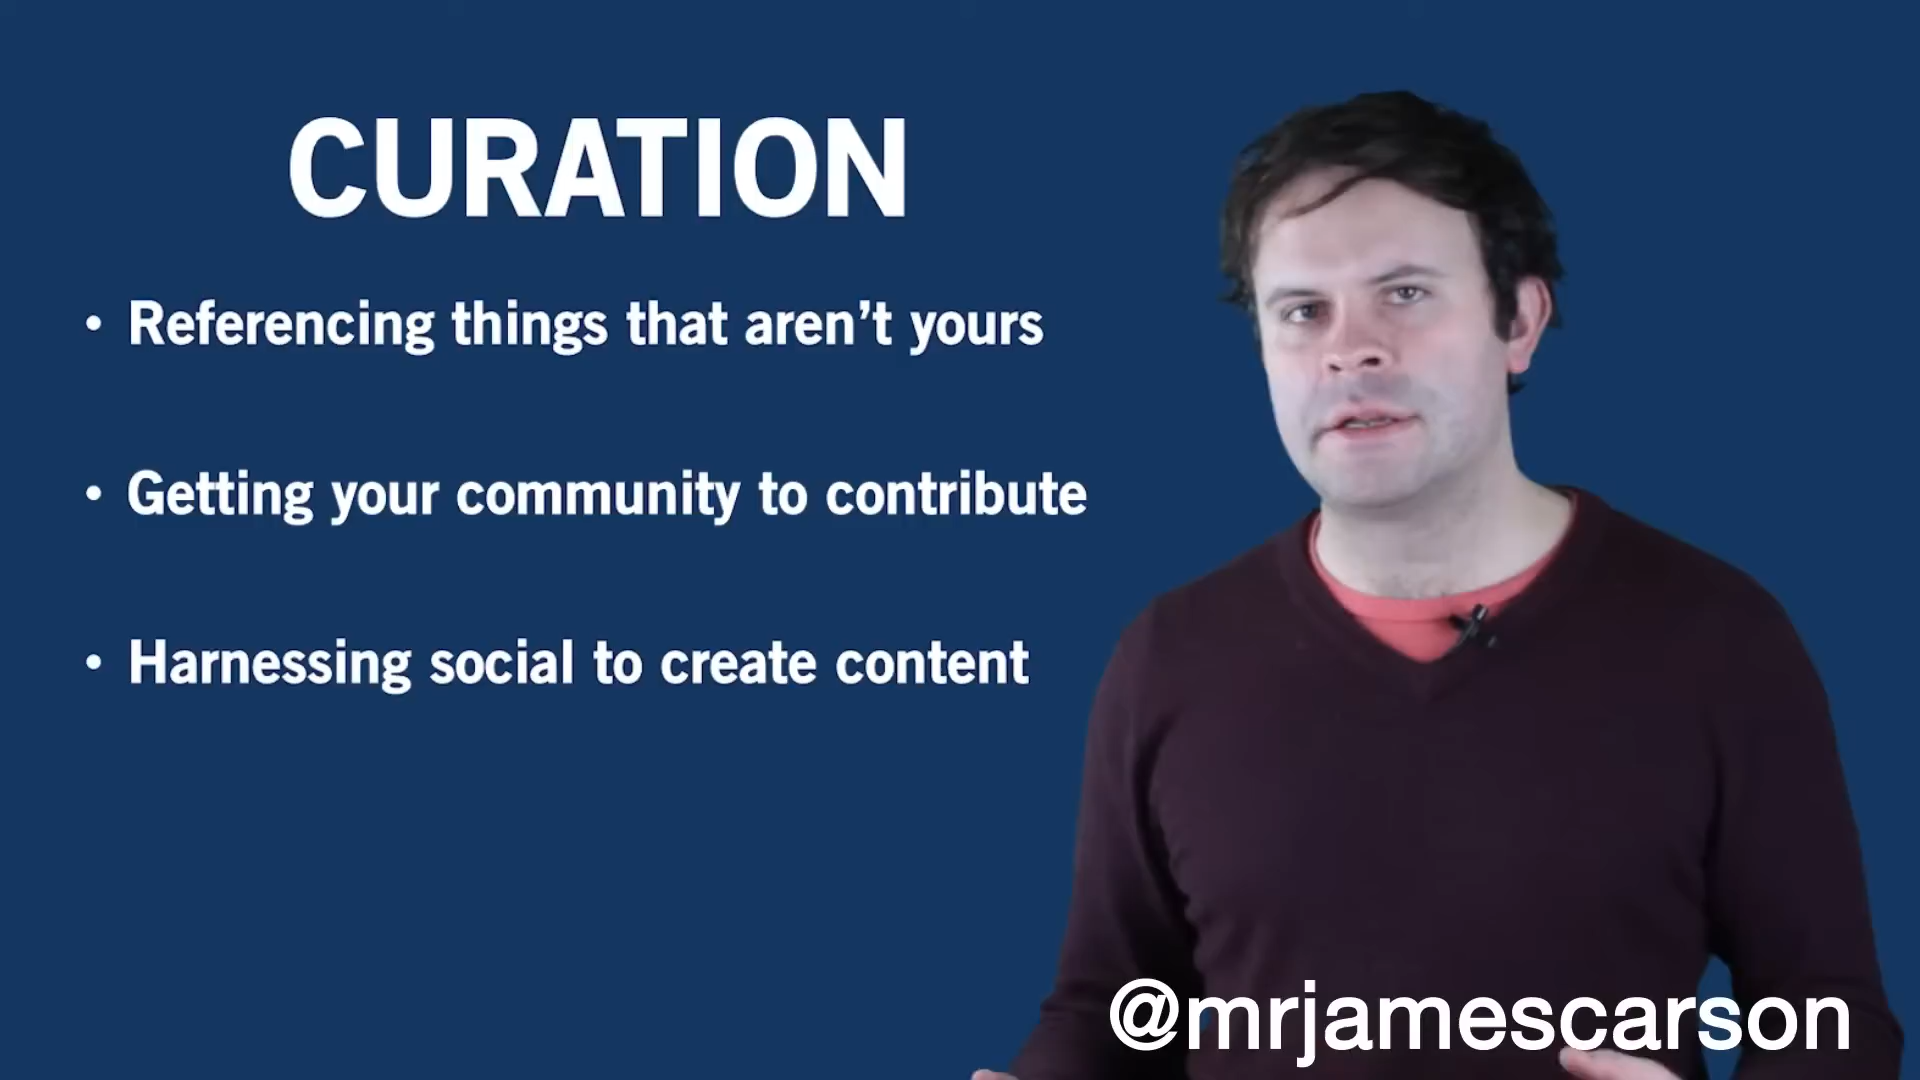 CURATION
• Referencing things that aren’t yours
• Getting your community to contribute
• Harnessing social to create content
@mrjamescarson